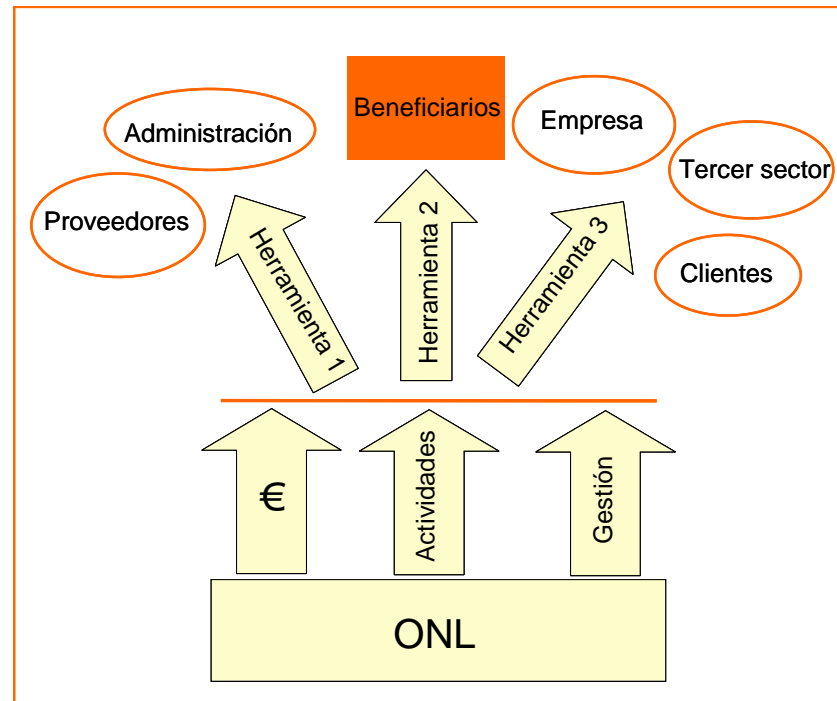 Beneficiarios
Empresa
Administración
Tercer sector
Proveedores
Clientes
Herramienta 1
Herramienta 2
Herramienta 3
€
Actividades
Gestión
ONL